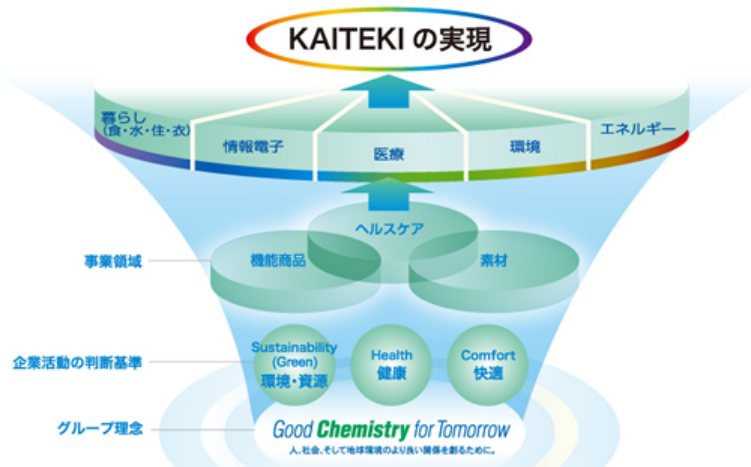 KAITEKI の実現
暮らし
(食・水・住・衣)
情報電子
医療
環境
エネルギー
ヘルスケア
事業領域
機能商品
素材
企業活動の判断基準
Sustainability
(Green)
環境・資源
Health
健康
Comfort
快適
グループ理念
Good Chemistry for Tomorrow
人、社会、そして地球環境のより良い関係を創るために。